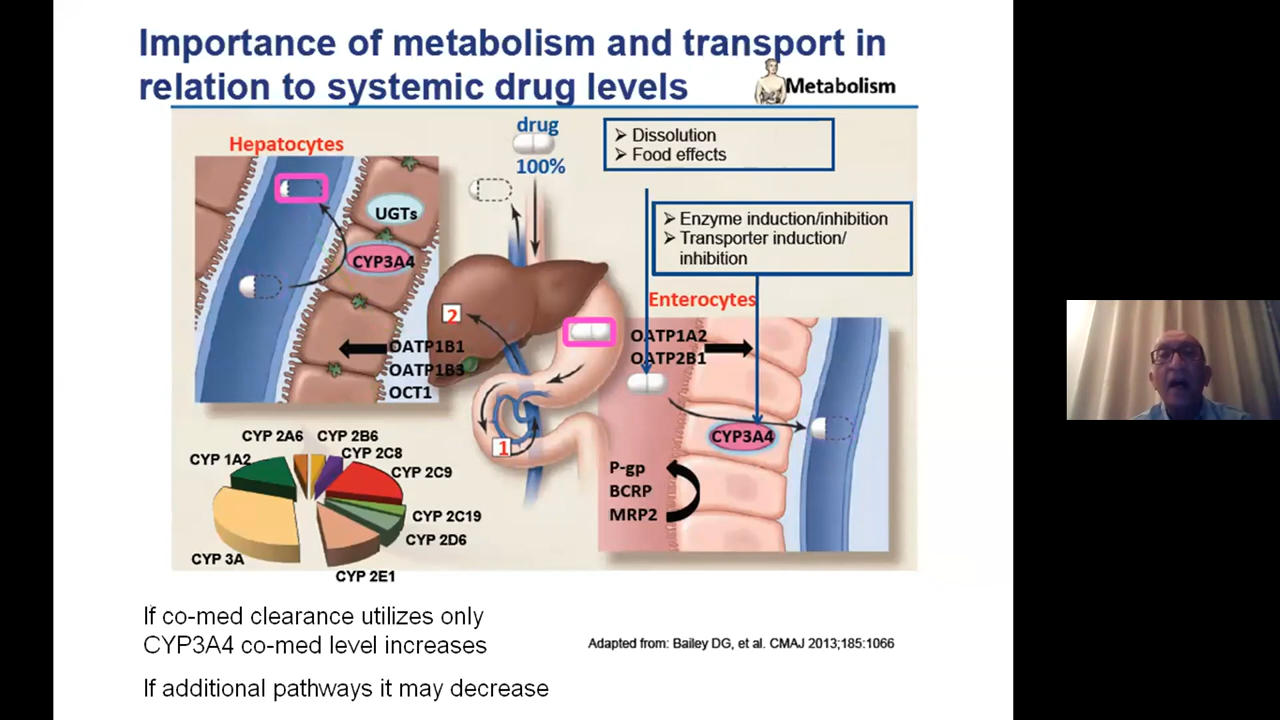 Importance of metabolism and transport in
relation to systemic drug levels
Metabolism
drug
100%
➢ Dissolution
➢ Food effects
➢ Enzyme induction/inhibition
➢ Transporter induction/
inhibition
Hepatocytes
UGTs
CYP3A4
OATP1B1
OATP1B3
OCT1
2
1
Enterocytes
OATP1A2
OATP2B1
CYP3A4
P-gp
BCRP
MRP2
CYP 2A6
CYP 2B6
CYP 2C8
CYP 1A2
CYP 2C9
CYP 2C19
CYP 2D6
CYP 3A
CYP 2E1
If co-med clearance utilizes only
CYP3A4 co-med level increases
If additional pathways it may decrease
Adapted from: Bailey DG, et al. CMAJ 2013;185:1066